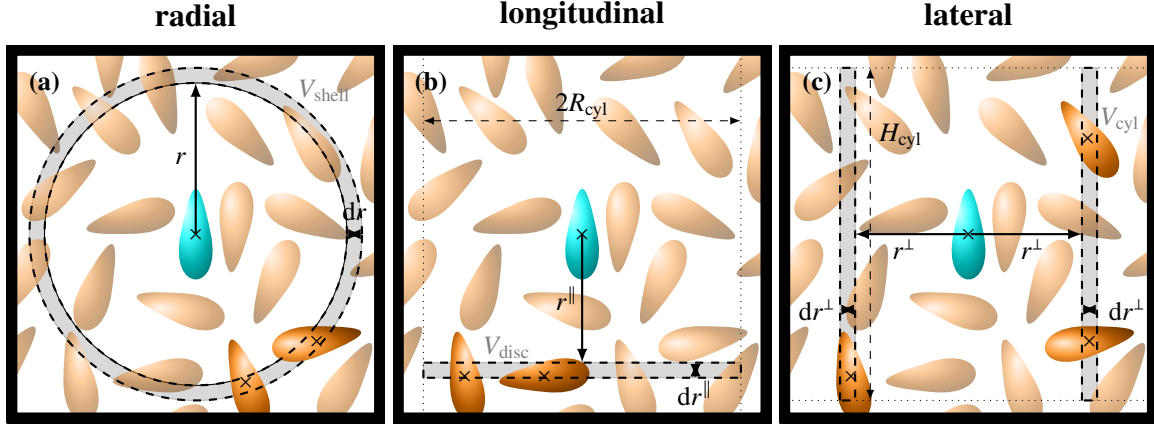 radial
longitudinal
lateral
(a)
V_shell
r
dr
(b)
2R_cyl
r^∥
V_disc
dr^∥
(c)
H_cyl
V_cyl
r^⊥
r^⊥
dr^⊥
dr^⊥